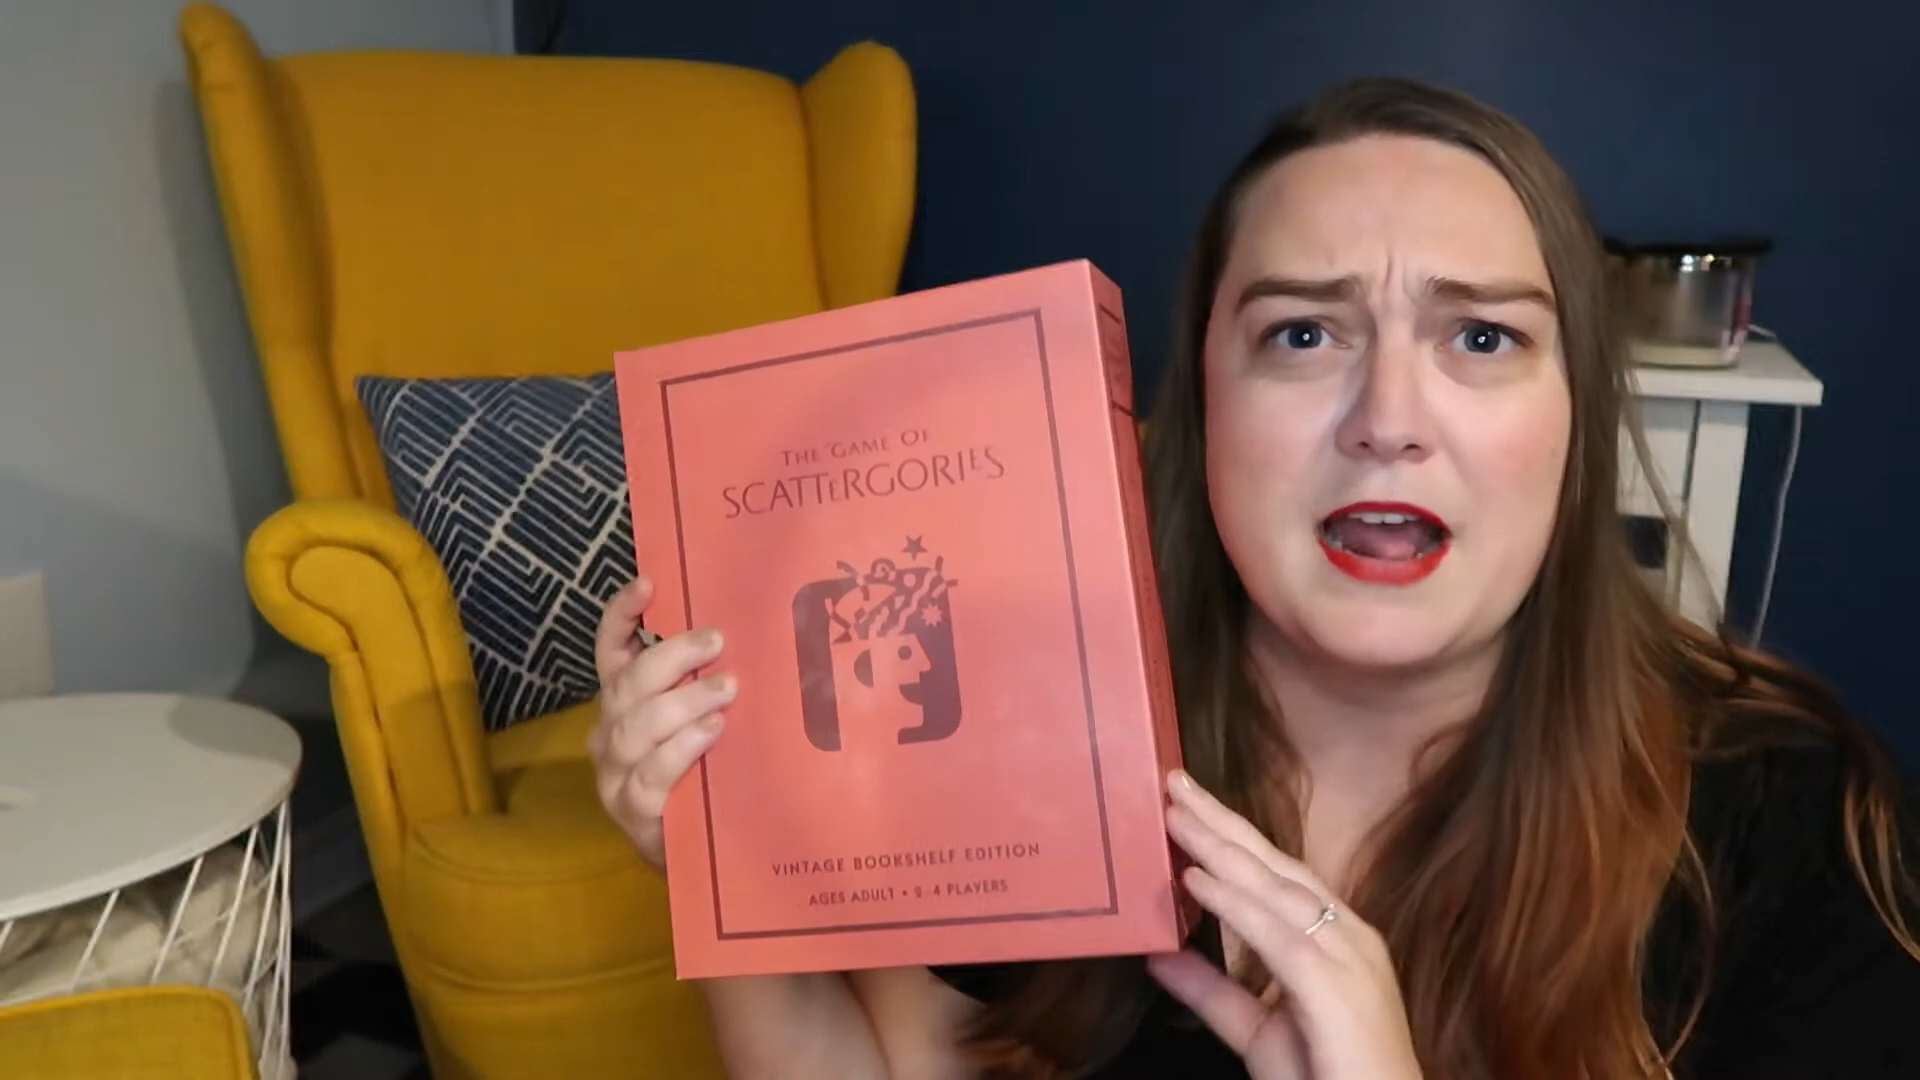 THE GAME OF
SCATTERGORIES
VINTAGE BOOKSHELF EDITION
AGES ADULT • 2-4 PLAYERS